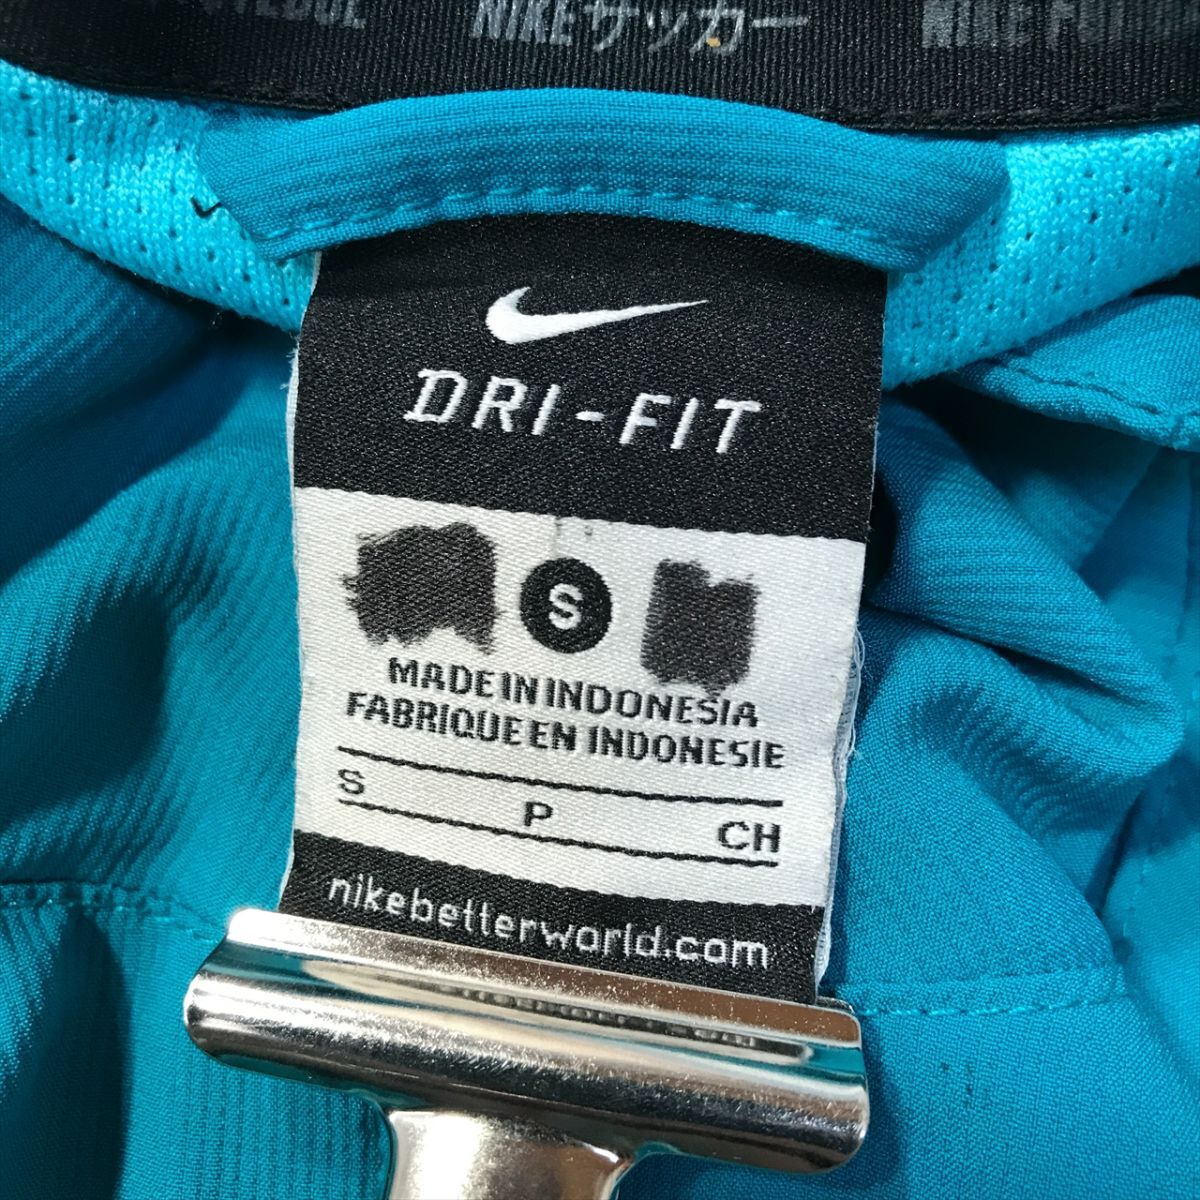 NIKEサッカー
DRI-FIT
S
MADE IN INDONESIA
FABRIQUE EN INDONESIE
S P CH
nikebetterworld.com